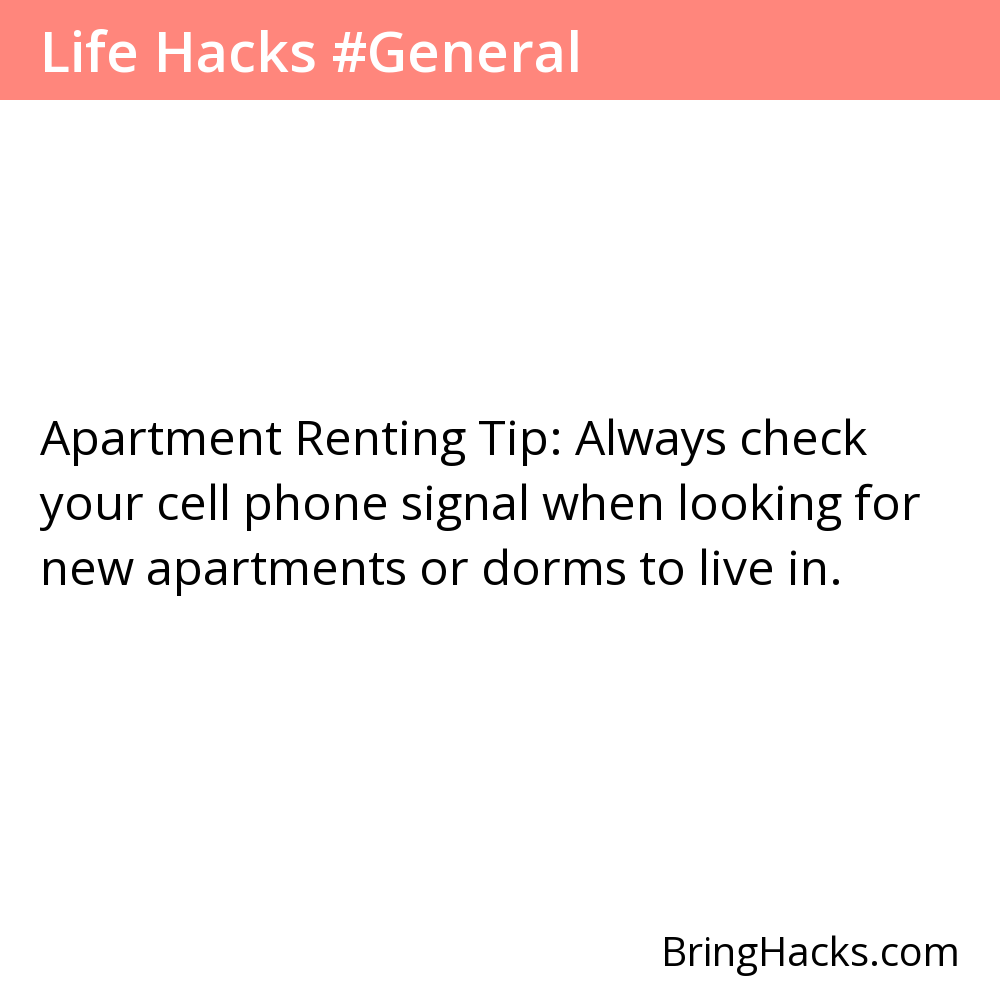 Life Hacks #General
Apartment Renting Tip: Always check
your cell phone signal when looking for
new apartments or dorms to live in.
BringHacks.com